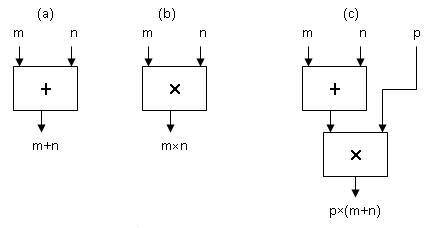 (a) (b) (c)
m n m n m n p
+ × +
m+n m×n ×
p×(m+n)